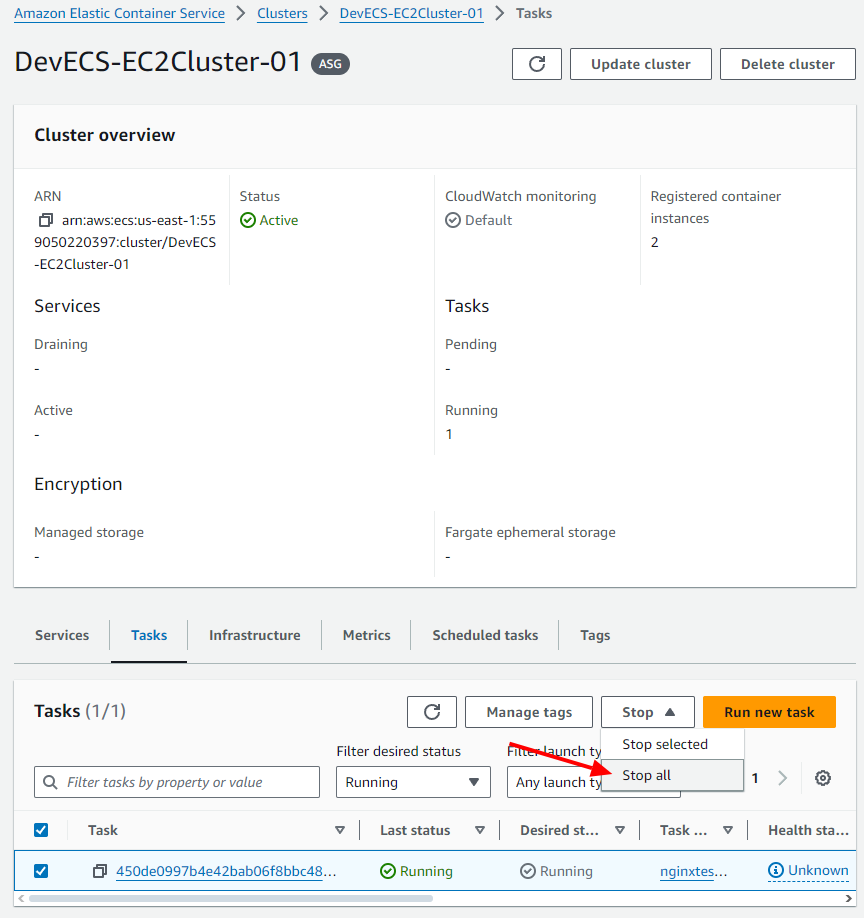 Amazon Elastic Container Service > Clusters > DevECS-EC2Cluster-01 > Tasks
DevECS-EC2Cluster-01 ASG
Update cluster
Delete cluster
Cluster overview
ARN
arn:aws:ecs:us-east-1:55
9050220397:cluster/DevECS
-EC2Cluster-01
Status
Active
CloudWatch monitoring
Default
Registered container
instances
2
Services
Draining
-
Active
-
Tasks
Pending
-
Running
1
Encryption
Managed storage
-
Fargate ephemeral storage
-
Services Tasks Infrastructure Metrics Scheduled tasks Tags
Tasks (1/1)
Manage tags
Stop
Run new task
Stop selected
Stop all
Filter tasks by property or value
Filter desired status
Running
Filter launch ty
Any launch ty
1
Task Last status Desired st... Task ... Health sta...
450de0997b4e42bab06f8bbc48... Running Running nginxtes... Unknown